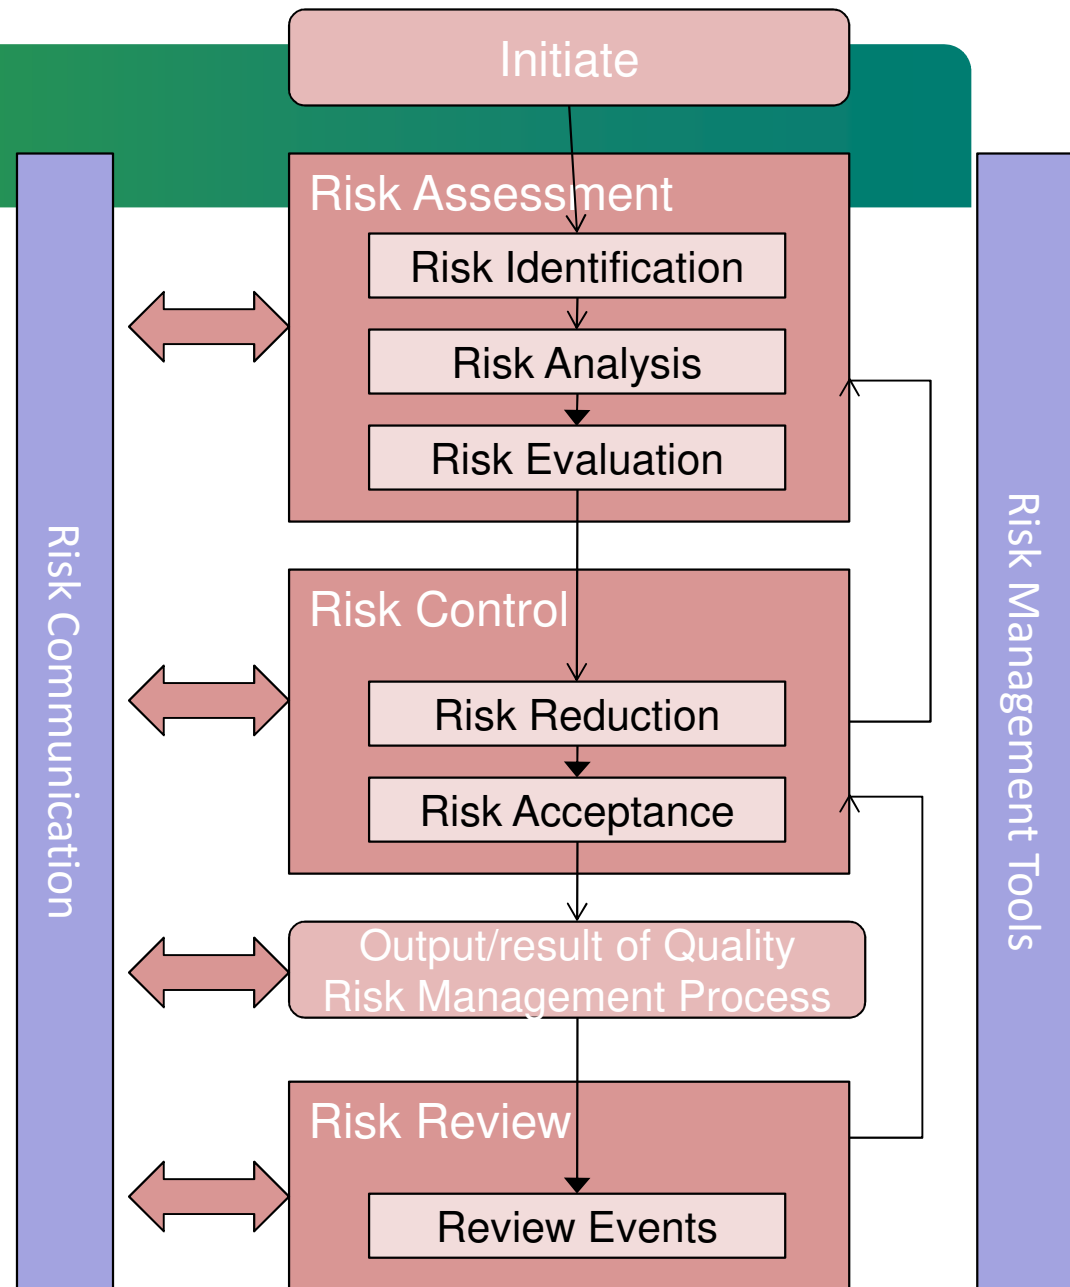 Initiate
Risk Assessment
Risk Identification
Risk Analysis
Risk Evaluation
Risk Control
Risk Reduction
Risk Acceptance
Output/result of Quality
Risk Management Process
Risk Review
Review Events
Risk Communication
Risk Management Tools